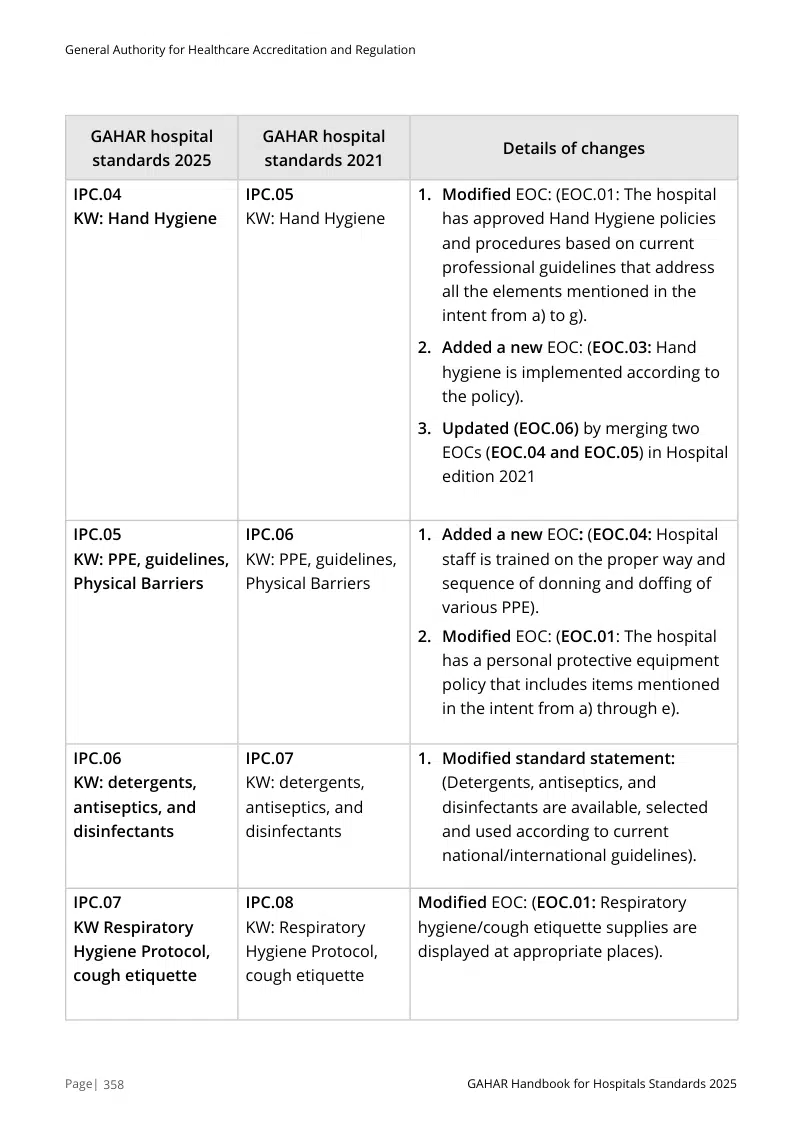 General Authority for Healthcare Accreditation and Regulation
GAHAR hospital
standards 2025
GAHAR hospital
standards 2021
Details of changes
IPC.04
KW: Hand Hygiene
IPC.05
KW: Hand Hygiene
1. Modified EOC: (EOC.01: The hospital
has approved Hand Hygiene policies
and procedures based on current
professional guidelines that address
all the elements mentioned in the
intent from a) to g).
2. Added a new EOC: (EOC.03: Hand
hygiene is implemented according to
the policy).
3. Updated (EOC.06) by merging two
EOCs (EOC.04 and EOC.05) in Hospital
edition 2021
IPC.05
KW: PPE, guidelines,
Physical Barriers
IPC.06
KW: PPE, guidelines,
Physical Barriers
1. Added a new EOC: (EOC.04: Hospital
staff is trained on the proper way and
sequence of donning and doffing of
various PPE).
2. Modified EOC: (EOC.01: The hospital
has a personal protective equipment
policy that includes items mentioned
in the intent from a) through e).
IPC.06
KW: detergents,
antiseptics, and
disinfectants
IPC.07
KW: detergents,
antiseptics, and
disinfectants
1. Modified standard statement:
(Detergents, antiseptics, and
disinfectants are available, selected
and used according to current
national/international guidelines).
IPC.07
KW Respiratory
Hygiene Protocol,
cough etiquette
IPC.08
KW: Respiratory
Hygiene Protocol,
cough etiquette
Modified EOC: (EOC.01: Respiratory
hygiene/cough etiquette supplies are
displayed at appropriate places).
Page| 358
GAHAR Handbook for Hospitals Standards 2025